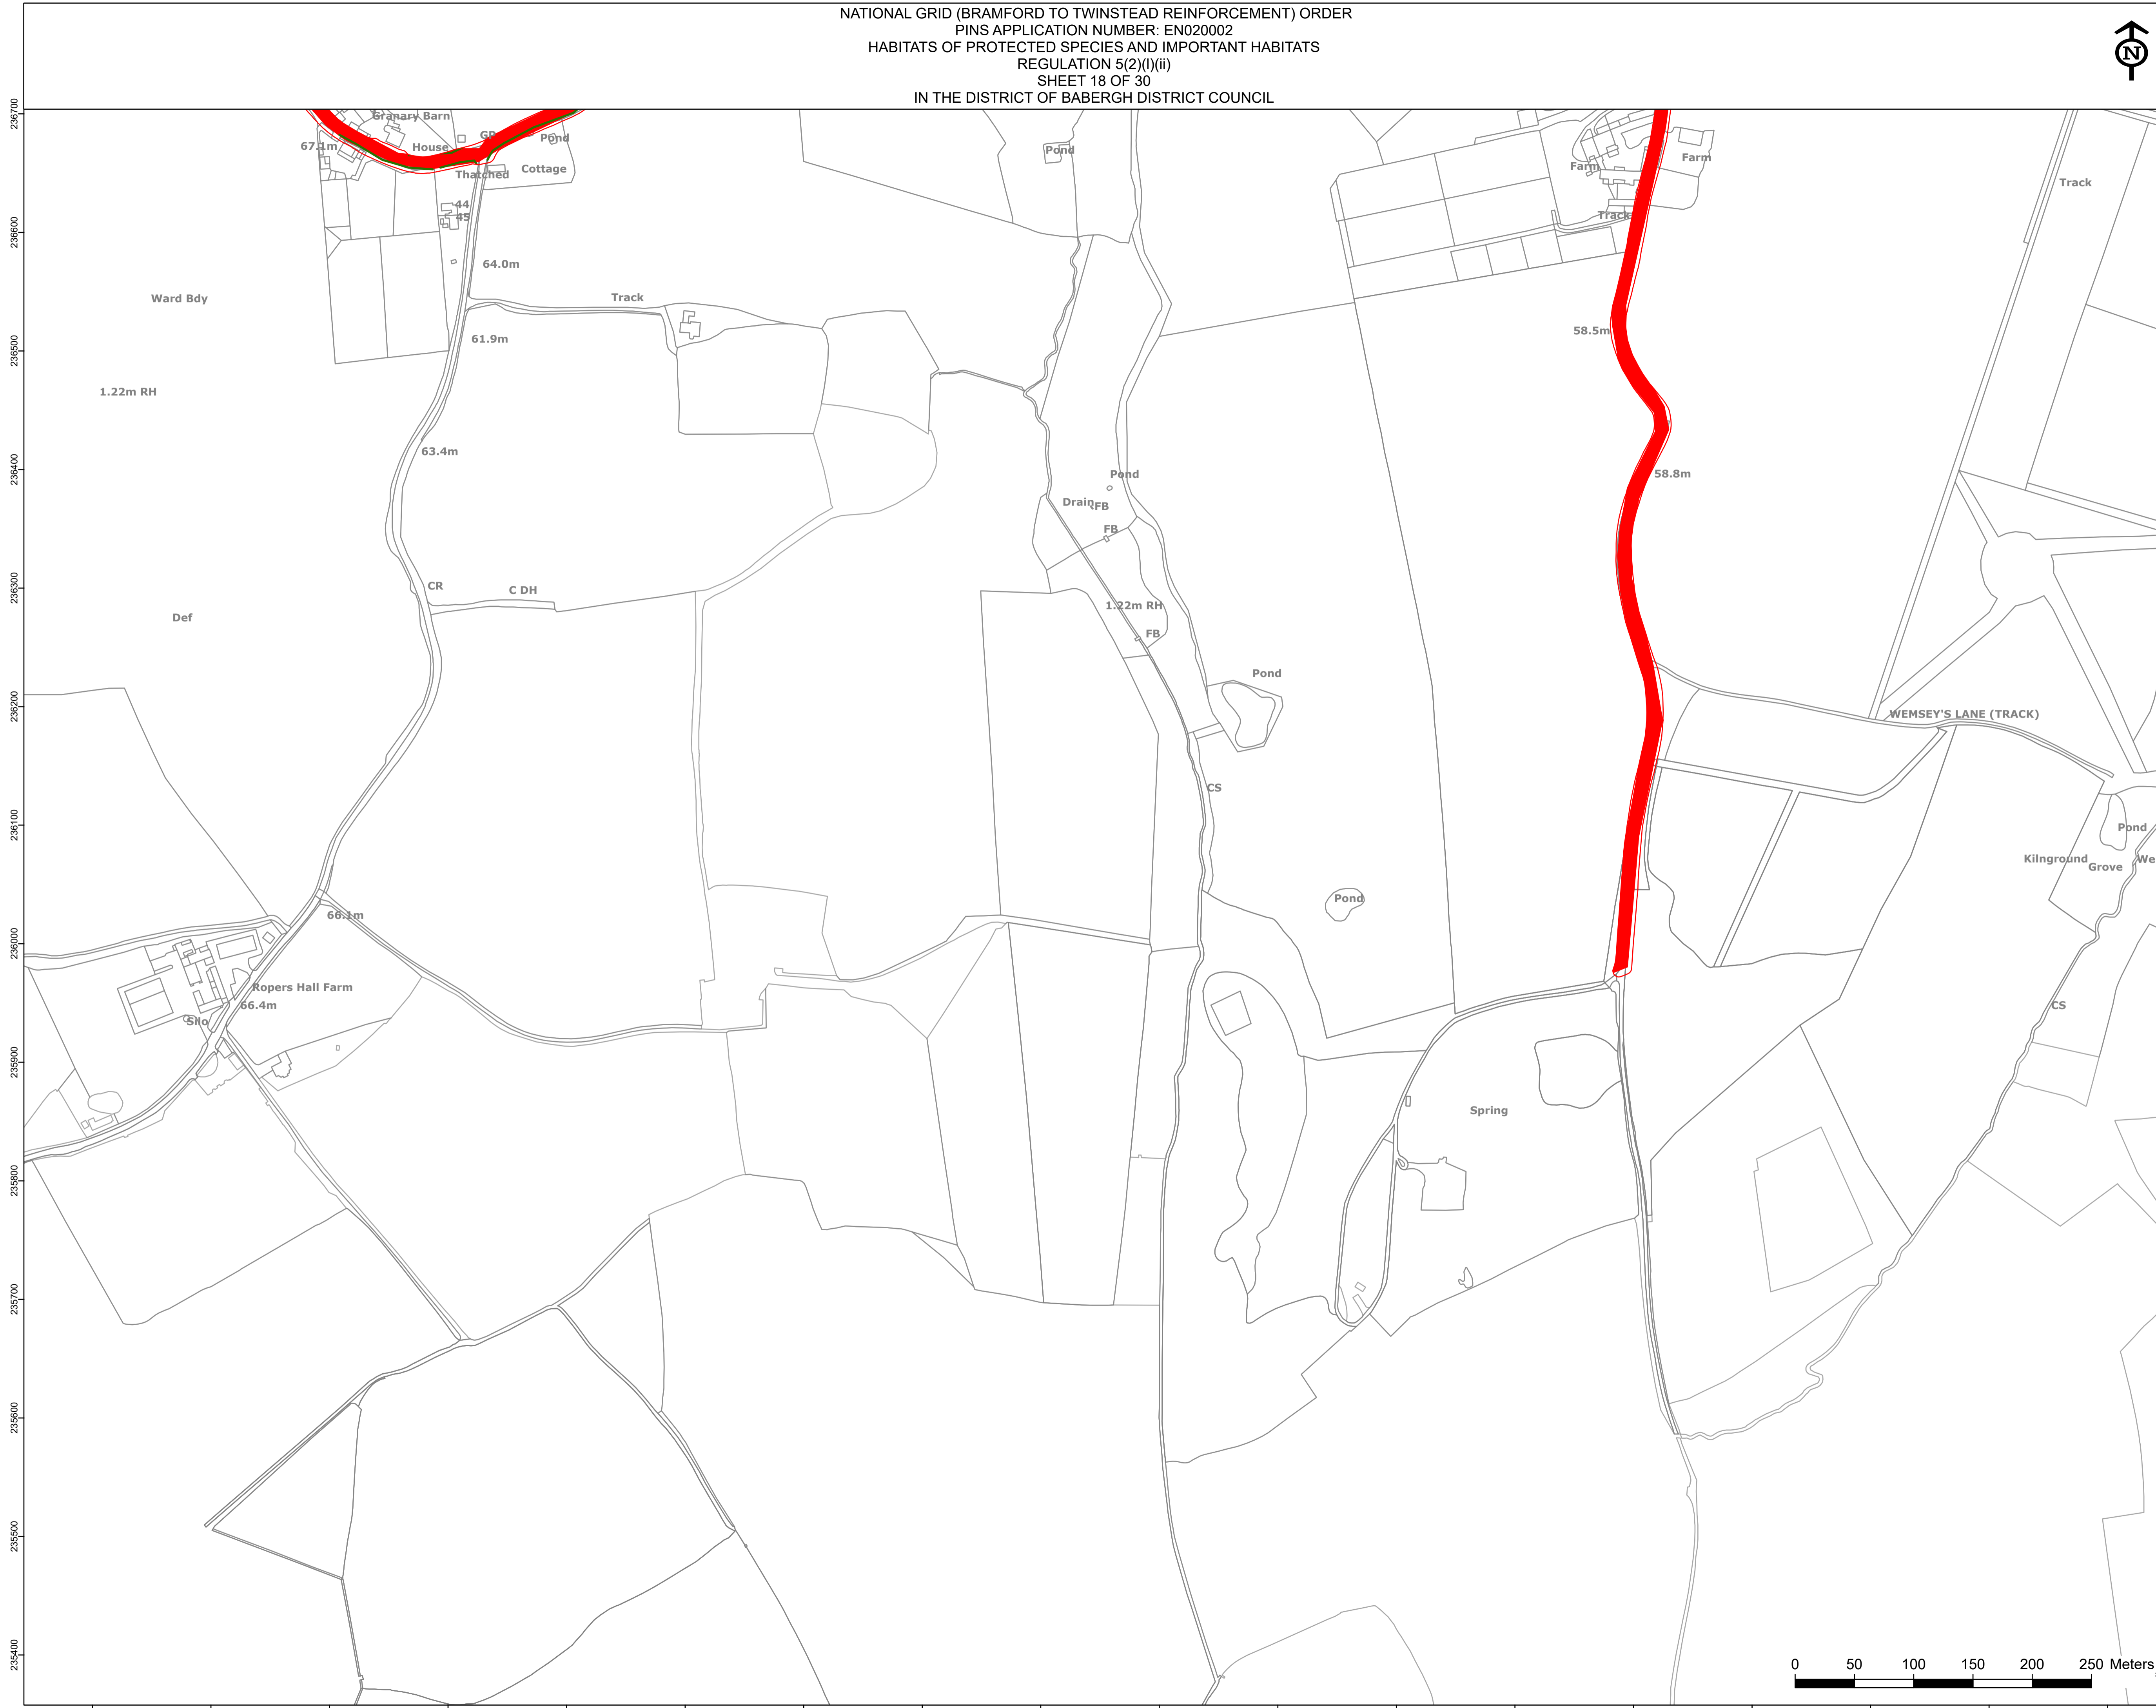 NATIONAL GRID (BRAMFORD TO TWINSTEAD REINFORCEMENT) ORDER
PINS APPLICATION NUMBER: EN020002
HABITATS OF PROTECTED SPECIES AND IMPORTANT HABITATS
REGULATION 5(2)(l)(ii)
SHEET 18 OF 30
IN THE DISTRICT OF BABERGH DISTRICT COUNCIL
N
236700
Granary Barn
GP
Pond
67.1m
House
Pond
Farm
Farm
Thatched
Cottage
Track
44
45
Track
236600
64.0m
Ward Bdy
Track
61.9m
58.5m
236500
1.22m RH
63.4m
Pond
58.8m
236400
Drain
FB
FB
CR
C DH
236300
1.22m RH
Def
FB
Pond
236200
WEMSEY'S LANE (TRACK)
CS
236100
Pond
Kilnground
Grove
We
Pond
66.1m
236000
Ropers Hall Farm
66.4m
CS
Silo
235900
Spring
235800
235700
235600
235500
235400
0 50 100 150 200 250 Meters